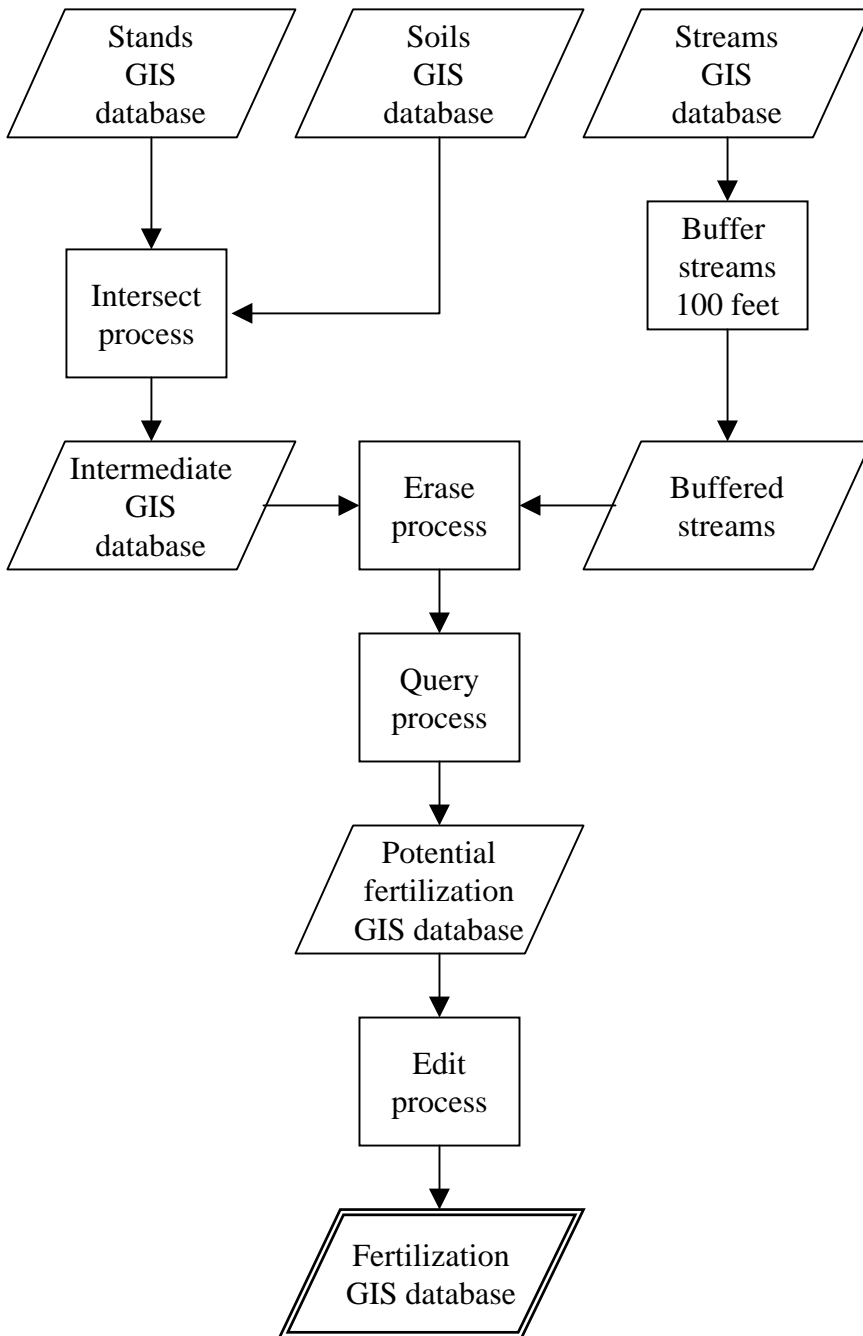 Stands
GIS
database
Soils
GIS
database
Streams
GIS
database
Intersect
process
Buffer
streams
100 feet
Intermediate
GIS
database
Erase
process
Buffered
streams
Query
process
Potential
fertilization
GIS database
Edit
process
Fertilization
GIS database